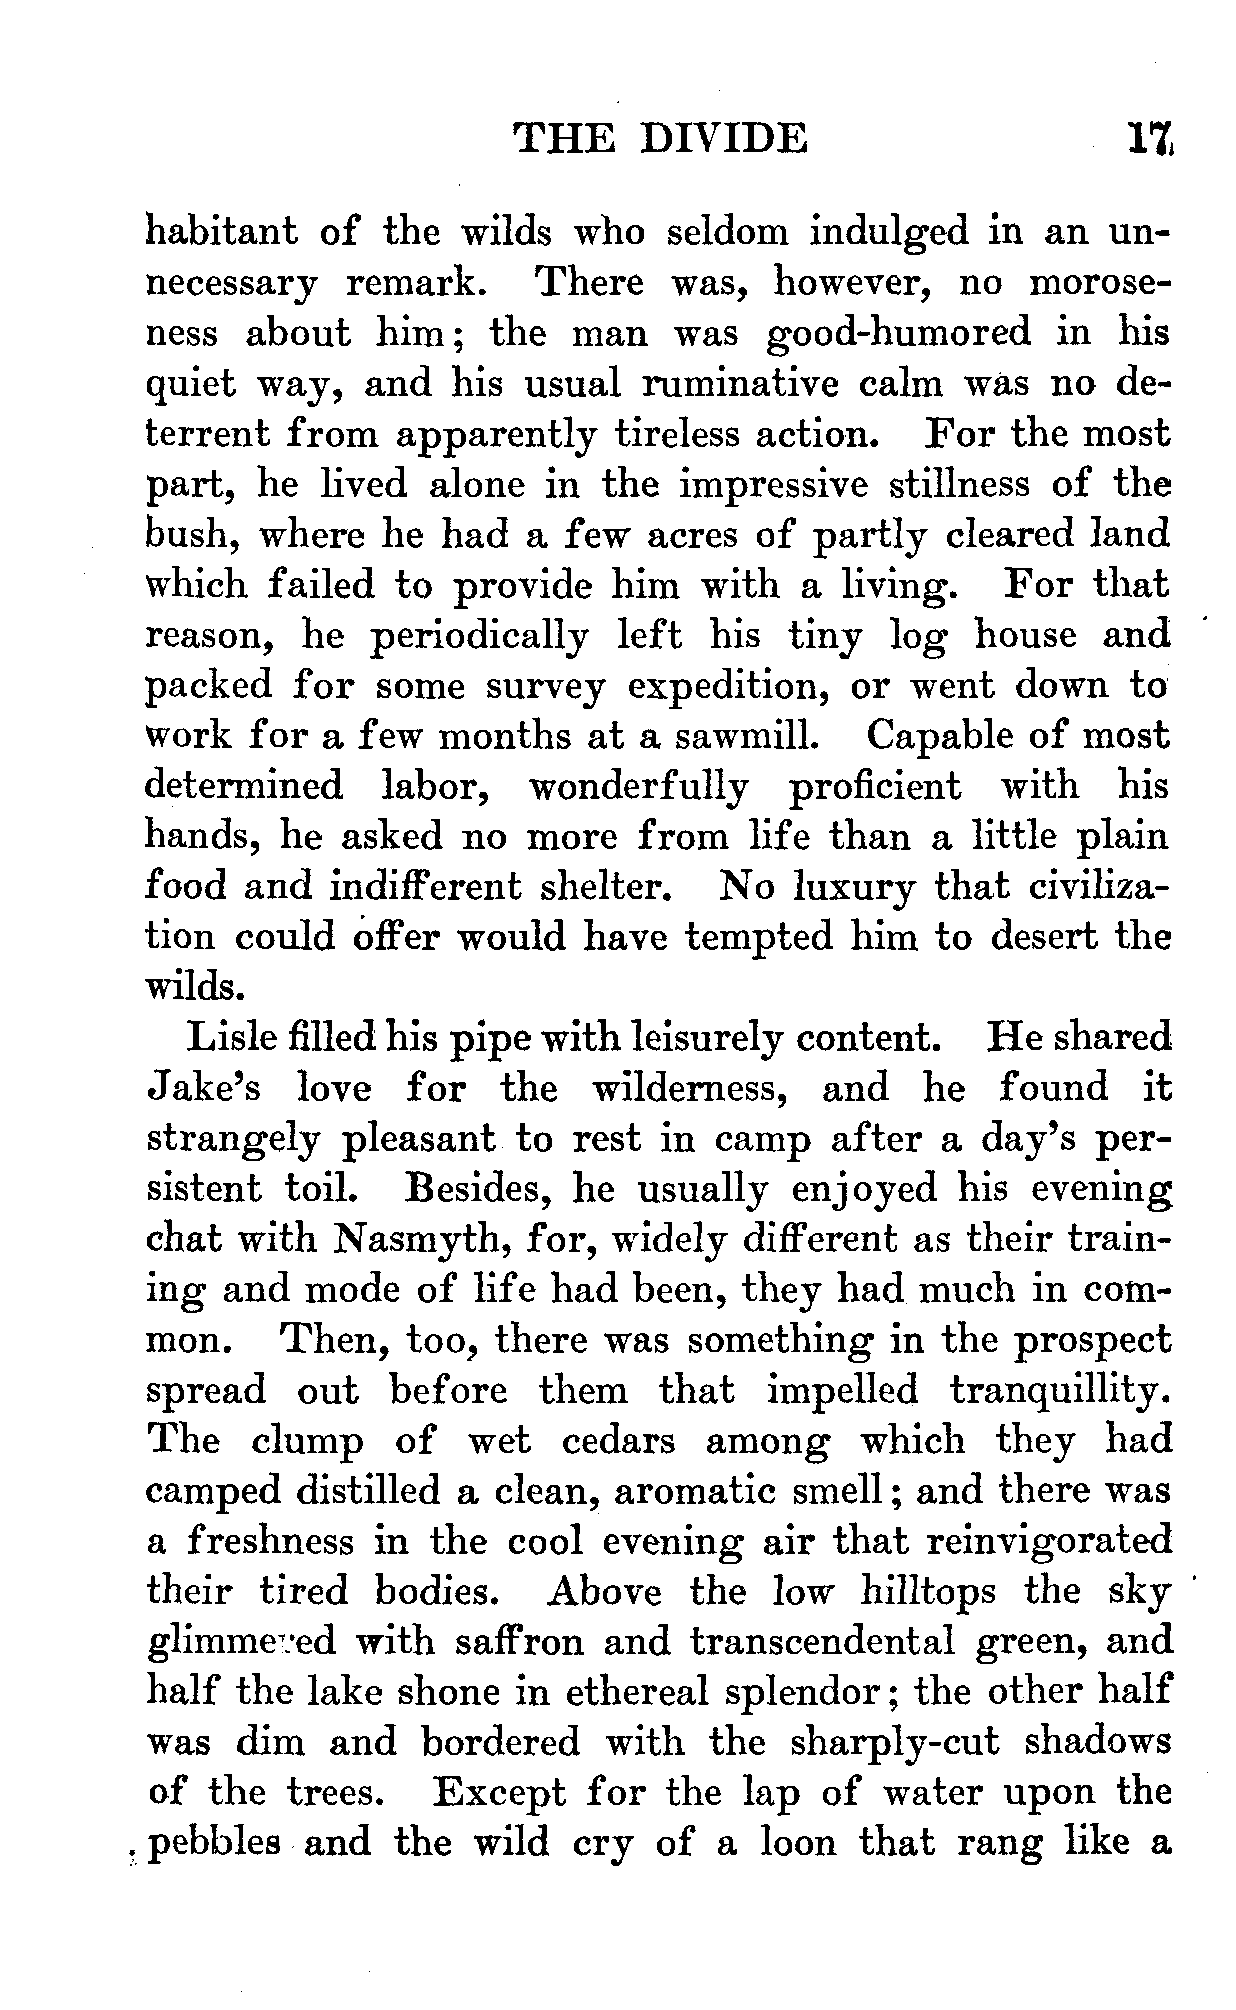 THE DIVIDE 17
habitant of the wilds who seldom indulged in an un-
necessary remark. There was, however, no morose-
ness about him; the man was good-humored in his
quiet way, and his usual ruminative calm was no de-
terrent from apparently tireless action. For the most
part, he lived alone in the impressive stillness of the
bush, where he had a few acres of partly cleared land
which failed to provide him with a living. For that
reason, he periodically left his tiny log house and
packed for some survey expedition, or went down to
work for a few months at a sawmill. Capable of most
determined labor, wonderfully proficient with his
hands, he asked no more from life than a little plain
food and indifferent shelter. No luxury that civiliza-
tion could offer would have tempted him to desert the
wilds.
Lisle filled his pipe with leisurely content. He shared
Jake's love for the wilderness, and he found it
strangely pleasant to rest in camp after a day's per-
sistent toil. Besides, he usually enjoyed his evening
chat with Nasmyth, for, widely different as their train-
ing and mode of life had been, they had much in com-
mon. Then, too, there was something in the prospect
spread out before them that impelled tranquillity.
The clump of wet cedars among which they had
camped distilled a clean, aromatic smell; and there was
a freshness in the cool evening air that reinvigorated
their tired bodies. Above the low hilltops the sky
glimmered with saffron and transcendental green, and
half the lake shone in ethereal splendor; the other half
was dim and bordered with the sharply-cut shadows
of the trees. Except for the lap of water upon the
pebbles and the wild cry of a loon that rang like a